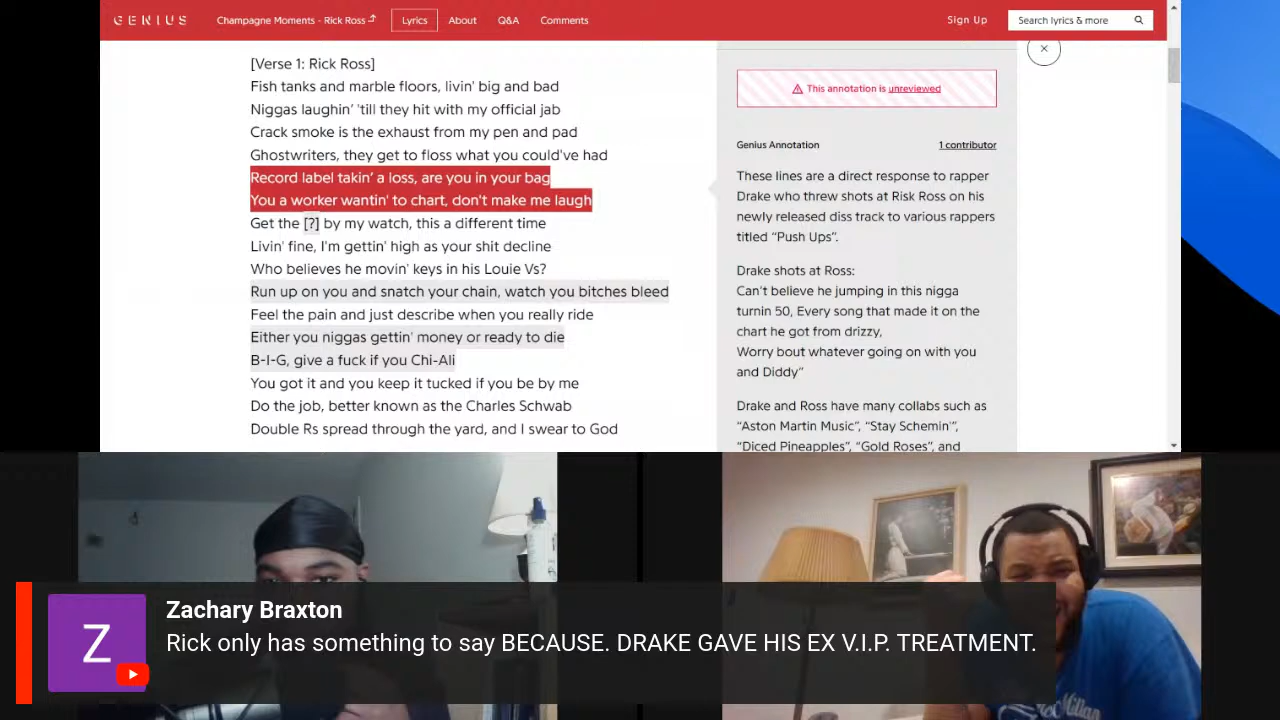 GENIUS
Champagne Moments - Rick Ross
Lyrics
About
Q&A
Comments
Sign Up
Search lyrics & more
[Verse 1: Rick Ross]
Fish tanks and marble floors, livin' big and bad
Niggas laughin' 'till they hit with my official jab
Crack smoke is the exhaust from my pen and pad
Ghostwriters, they get to floss what you could've had
Record label takin' a loss, are you in your bag
You a worker wantin' to chart, don't make me laugh
Get the [?] by my watch, this a different time
Livin' fine, I'm gettin' high as your shit decline
Who believes he movin' keys in his Louie Vs?
Run up on you and snatch your chain, watch you bitches bleed
Feel the pain and just describe when you really ride
Either you niggas gettin' money or ready to die
B-I-G, give a fuck if you Chi-Ali
You got it and you keep it tucked if you be by me
Do the job, better known as the Charles Schwab
Double Rs spread through the yard, and I swear to God
This annotation is unreviewed
Genius Annotation
1 contributor
These lines are a direct response to rapper
Drake who threw shots at Risk Ross on his
newly released diss track to various rappers
titled “Push Ups”.
Drake shots at Ross:
Can't believe he jumping in this nigga
turnin 50, Every song that made it on the
chart he got from drizzy,
Worry bout whatever going on with you
and Diddy”
Drake and Ross have many collabs such as
“Aston Martin Music”, “Stay Schemin'”,
“Diced Pineapples”, “Gold Roses”, and
Z
Zachary Braxton
Rick only has something to say BECAUSE. DRAKE GAVE HIS EX V.I.P. TREATMENT.